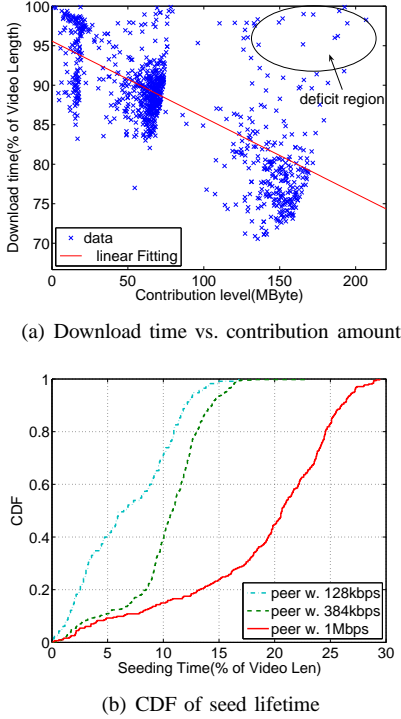 100
95
90
85
80
75
70
Download time(% of Video Length)
deficit region
data
linear Fitting
0 50 100 150 200
Contribution level(MByte)
(a) Download time vs. contribution amount
1
0.8
0.6
0.4
0.2
0
CDF
peer w. 128kbps
peer w. 384kbps
peer w. 1Mbps
0 5 10 15 20 25 30
Seeding Time(% of Video Len)
(b) CDF of seed lifetime